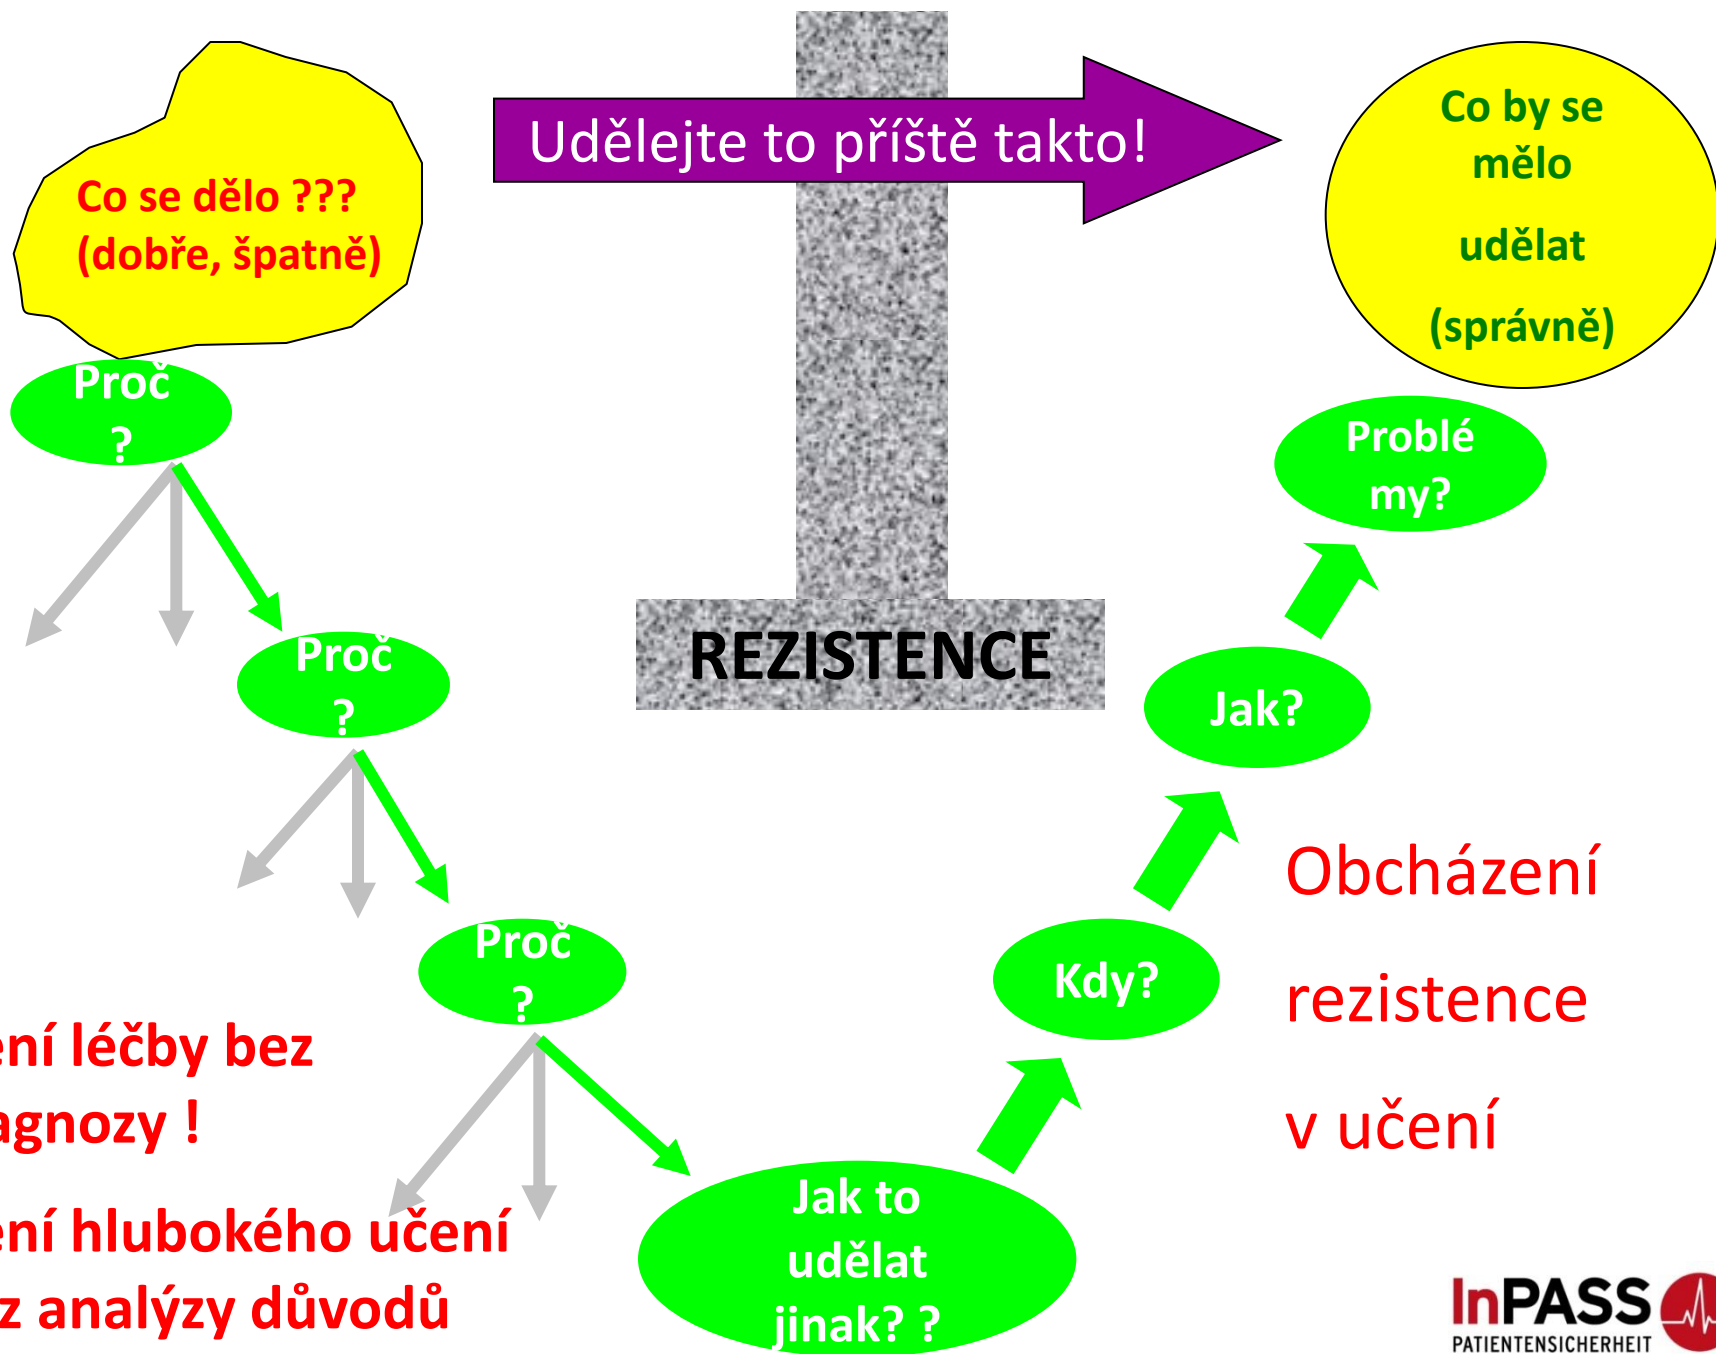 Co se dělo ???
(dobře, špatně)
Udělejte to příště takto!
Co by se
mělo
udělat
(správně)
Proč
?
Problé
my?
Proč
?
REZISTENCE
Jak?
Proč
?
Kdy?
Obcházení
rezistence
v učení
ení léčby bez
agnozy !
ení hlubokého učení
z analýzy důvodů
Jak to
udělat
jinak? ?
InPASS
PATIENTENSICHERHEIT